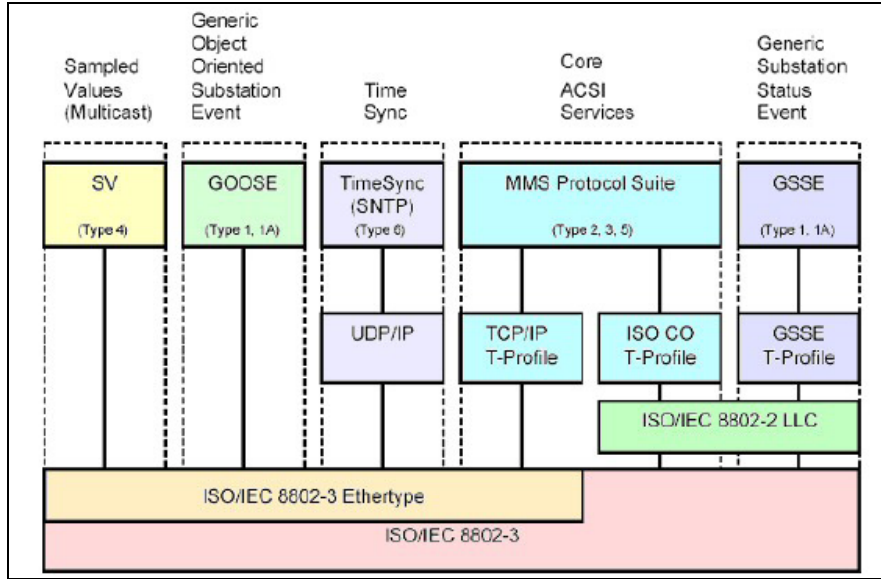 Sampled
Values
(Multicast)
Generic
Object
Oriented
Substation
Event
Time
Sync
Core
ACSI
Services
Generic
Substation
Status
Event
SV
(Type 4)
GOOSE
(Type 1, 1A)
TimeSync
(SNTP)
(Type 6)
MMS Protocol Suite
(Type 2, 3, 5)
GSSE
(Type 1, 1A)
UDP/IP
TCP/IP
T-Profile
ISO CO
T-Profile
GSSE
T-Profile
ISO/IEC 8802-2 LLC
ISO/IEC 8802-3 Ethertype
ISO/IEC 8802-3